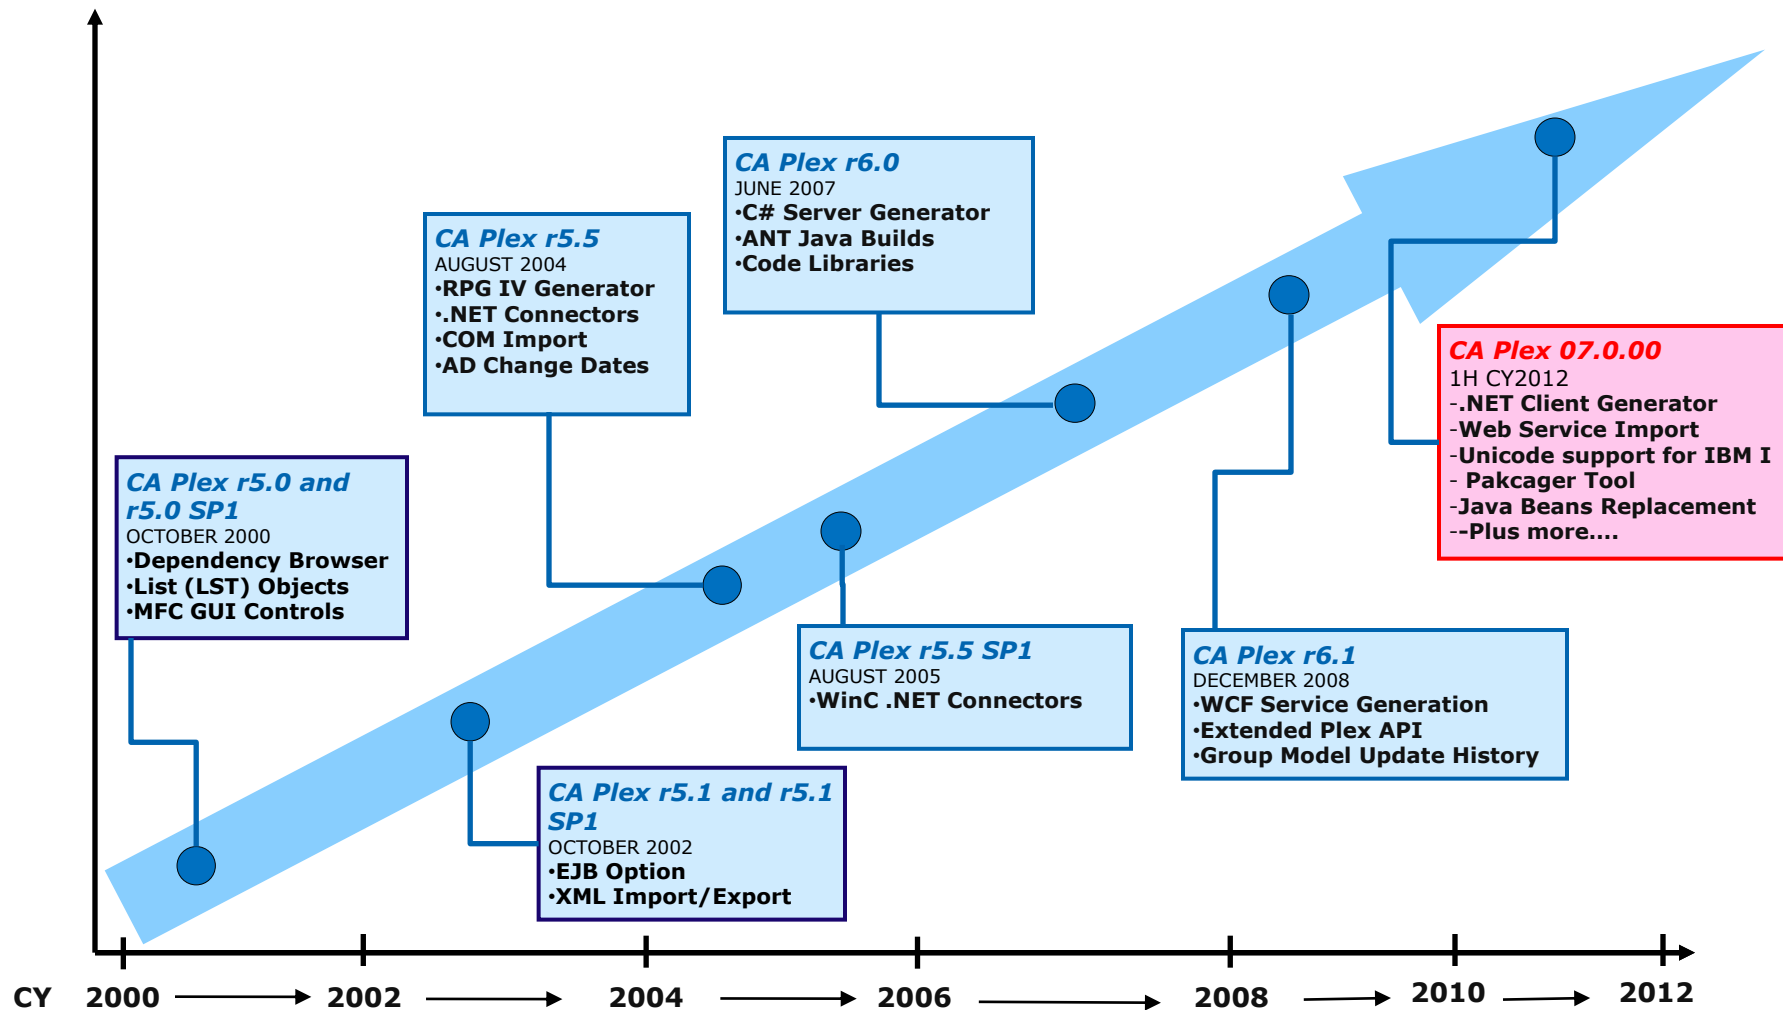 CA Plex r6.0
JUNE 2007
•C# Server Generator
•ANT Java Builds
•Code Libraries
CA Plex r5.5
AUGUST 2004
•RPG IV Generator
•.NET Connectors
•COM Import
•AD Change Dates
CA Plex 07.0.00
1H CY2012
-.NET Client Generator
-Web Service Import
-Unicode support for IBM I
- Pakcager Tool
-Java Beans Replacement
--Plus more....
CA Plex r5.0 and
r5.0 SP1
OCTOBER 2000
•Dependency Browser
•List (LST) Objects
•MFC GUI Controls
CA Plex r5.5 SP1
AUGUST 2005
•WinC .NET Connectors
CA Plex r6.1
DECEMBER 2008
•WCF Service Generation
•Extended Plex API
•Group Model Update History
CA Plex r5.1 and r5.1
SP1
OCTOBER 2002
•EJB Option
•XML Import/Export
CY 2000 2002 2004 2006 2008 2010 2012